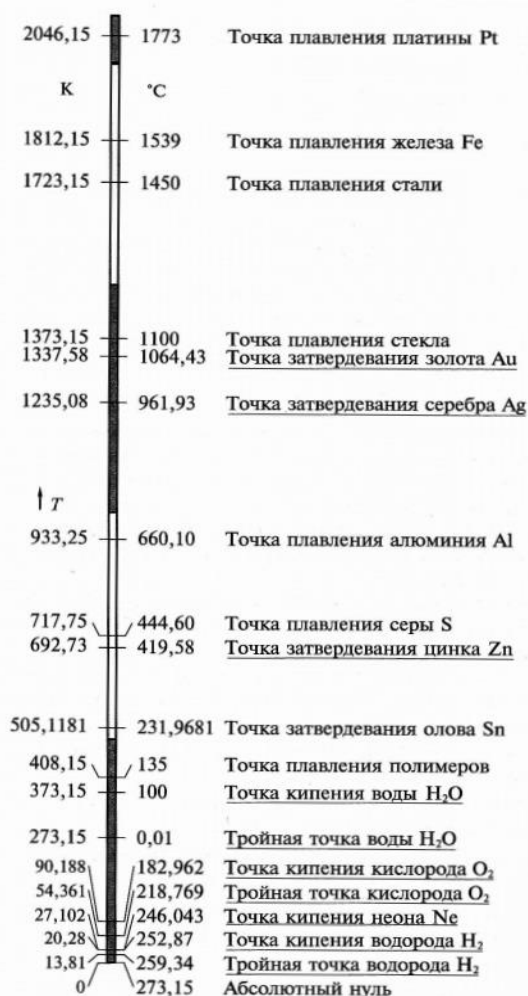 2046,15 1773 Точка плавления платины Pt
K °C
1812,15 1539 Точка плавления железа Fe
1723,15 1450 Точка плавления стали
1373,15 1100 Точка плавления стекла
1337,58 1064,43 Точка затвердевания золота Au
1235,08 961,93 Точка затвердевания серебра Ag
T
933,25 660,10 Точка плавления алюминия Al
717,75 444,60 Точка плавления серы S
692,73 419,58 Точка затвердевания цинка Zn
505,1181 231,9681 Точка затвердевания олова Sn
408,15 135 Точка плавления полимеров
373,15 100 Точка кипения воды H₂O
273,15 0,01 Тройная точка воды H₂O
90,188 182,962 Точка кипения кислорода O₂
54,361 218,769 Тройная точка кислорода O₂
27,102 246,043 Точка кипения неона Ne
20,28 252,87 Точка кипения водорода H₂
13,81 259,34 Тройная точка водорода H₂
0 273,15 Абсолютный нуль